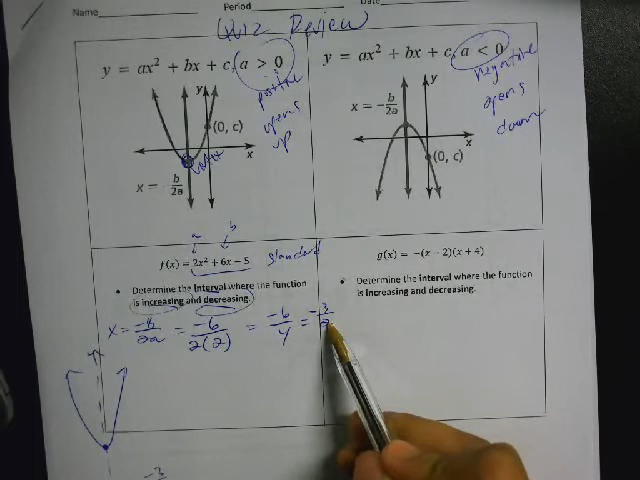 Name
Period
Date
Quiz Review
y = ax² + bx + c, a > 0
positive
opens
up
y
(0, c)
vertex
x
x = -b/2a
y = ax² + bx + c, a < 0
negative
opens
down
y
x = -b/2a
x
(0, c)
a b
f(x) = 2x² + 6x - 5 standard
• Determine the interval where the function
is increasing and decreasing.
x = -b/2a = -6/2(2) = -6/4 = -3/2
-3
g(x) = -(x - 2)(x + 4)
• Determine the interval where the function
is increasing and decreasing.